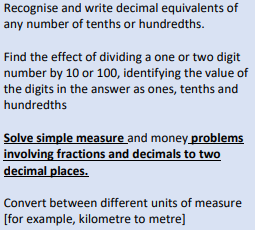 Recognise and write decimal equivalents of
any number of tenths or hundredths.
Find the effect of dividing a one or two digit
number by 10 or 100, identifying the value of
the digits in the answer as ones, tenths and
hundredths
Solve simple measure and money problems
involving fractions and decimals to two
decimal places.
Convert between different units of measure
[for example, kilometre to metre]